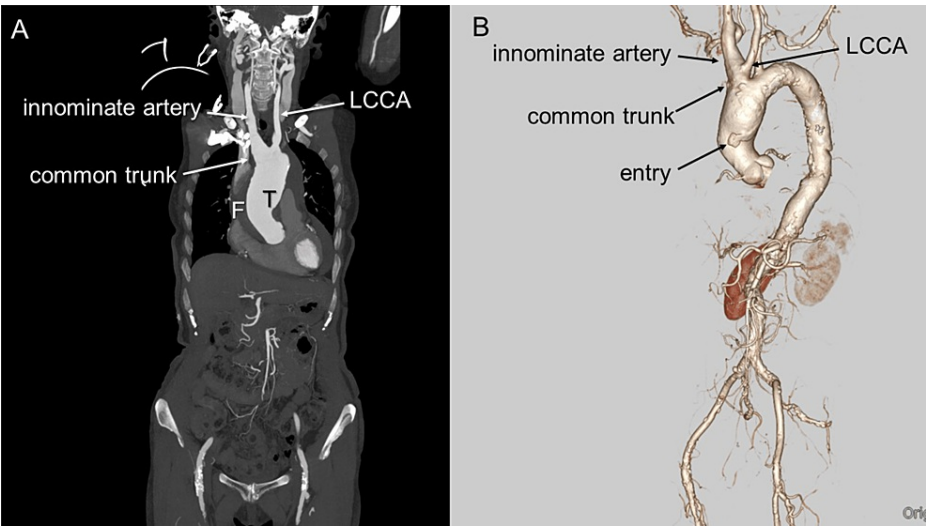 A
innominate artery
LCCA
common trunk
F
T
B
innominate artery
LCCA
common trunk
entry